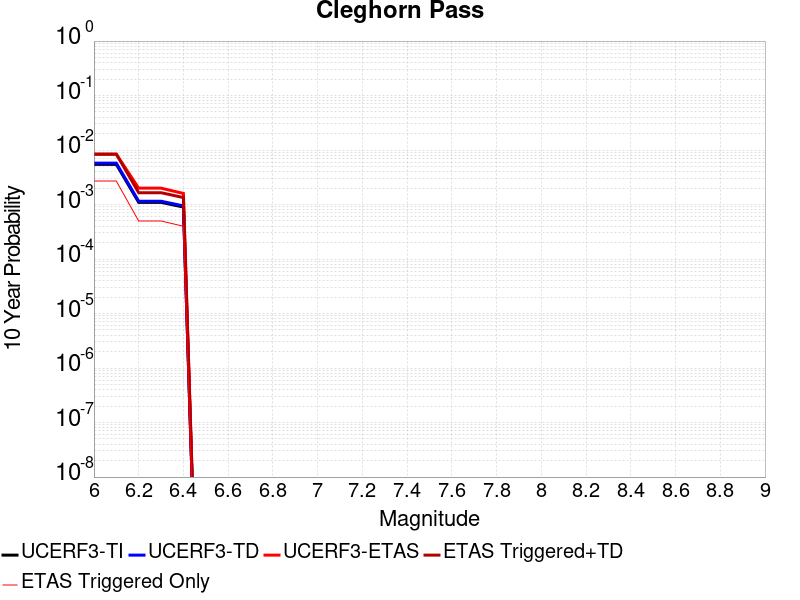 Cleghorn Pass
10 Year Probability
10^0
10^-1
10^-2
10^-3
10^-4
10^-5
10^-6
10^-7
10^-8
6 6.2 6.4 6.6 6.8 7 7.2 7.4 7.6 7.8 8 8.2 8.4 8.6 8.8 9
Magnitude
UCERF3-TI UCERF3-TD UCERF3-ETAS ETAS Triggered+TD
ETAS Triggered Only